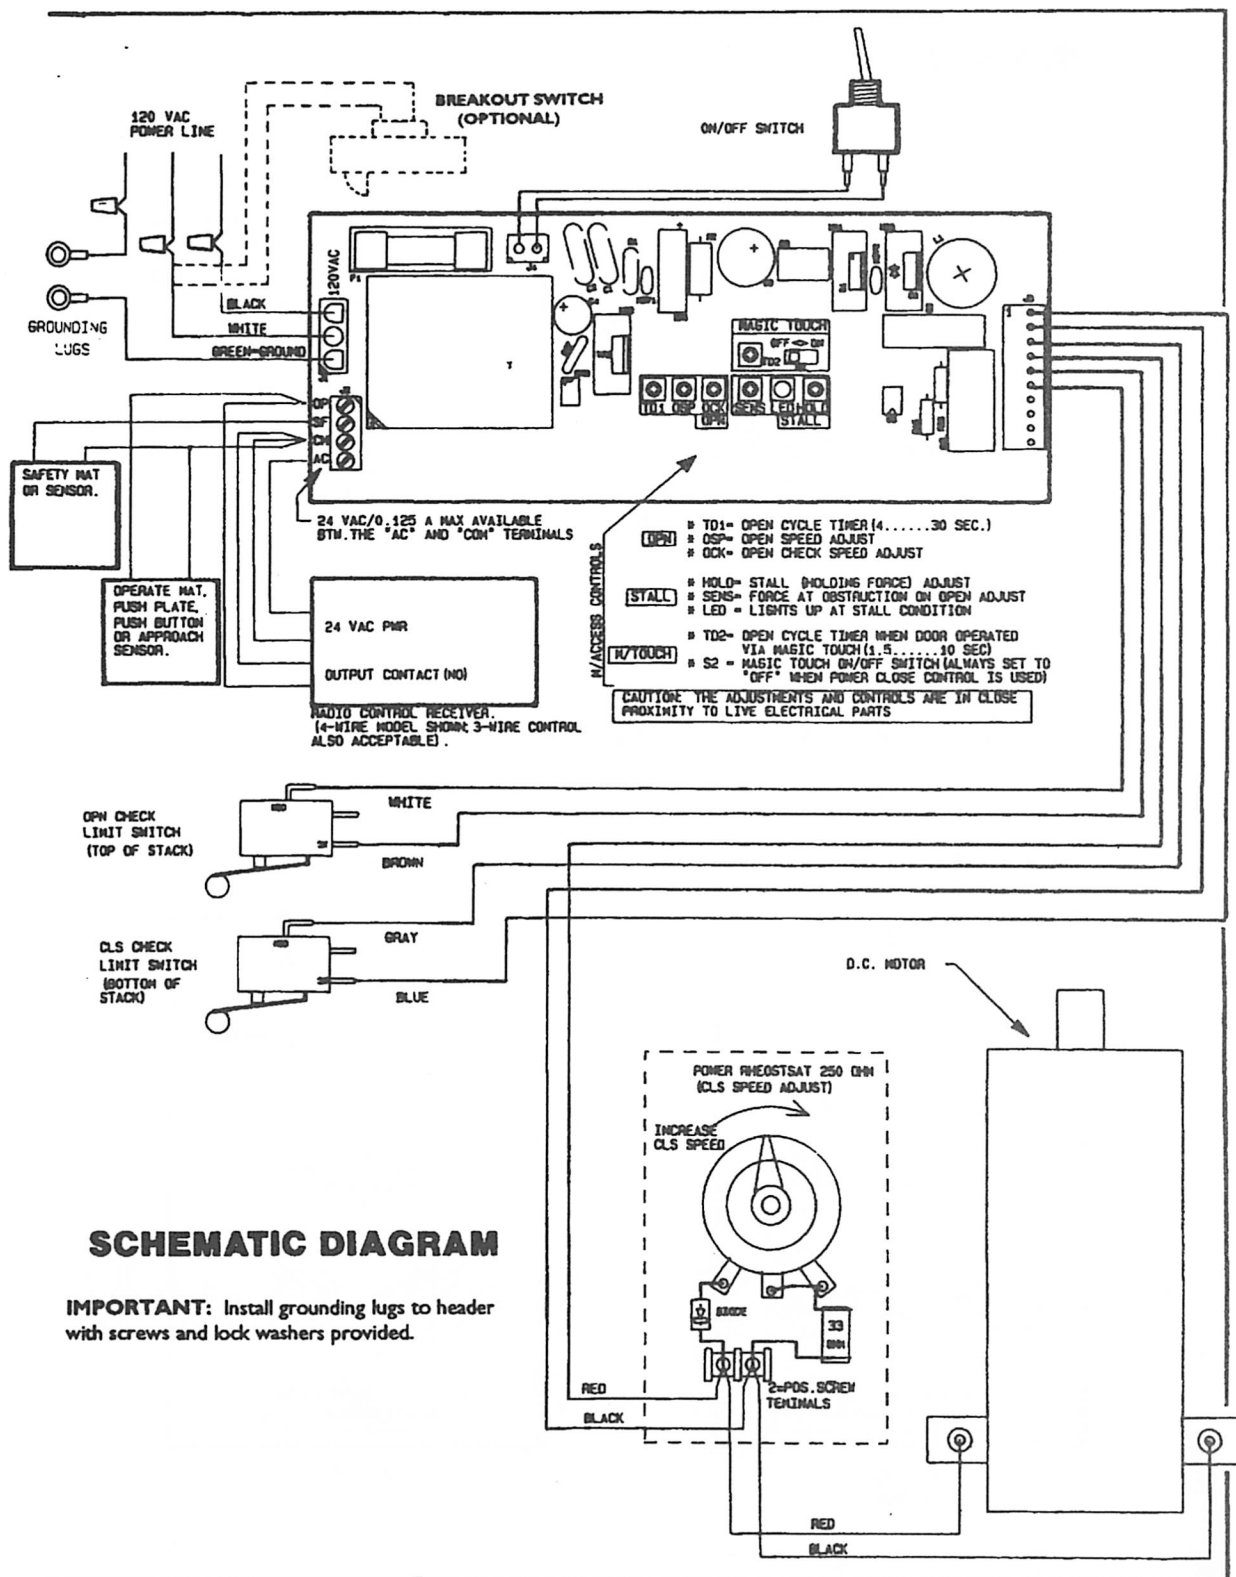 BREAKOUT SWITCH
(OPTIONAL)
120 VAC
POWER LINE
ON/OFF SWITCH
120VAC
BLACK
WHITE
GREEN-GROUND
GROUNDING
LUGS
MAGIC TOUCH
OFF <> ON
TD2
T
1
OP
SF
CM
AC
TD1 OSP OCK
OPN
SENS LED HOLD
STALL
SAFETY MAT
OR SENSOR.
24 VAC/0.125 A MAX AVAILABLE
BTW.THE "AC" AND "COM" TERMINALS
OPERATE MAT,
PUSH PLATE,
PUSH BUTTON
OR APPROACH
SENSOR.
24 VAC PWR
OUTPUT CONTACT (NO)
RADIO CONTROL RECEIVER.
(4-WIRE MODEL SHOWN; 3-WIRE CONTROL
ALSO ACCEPTABLE).
M/ACCESS CONTROLS
OPN
* TD1= OPEN CYCLE TIMER (4......30 SEC.)
* OSP= OPEN SPEED ADJUST
* OCK= OPEN CHECK SPEED ADJUST
STALL
* HOLD= STALL (HOLDING FORCE) ADJUST
* SENS= FORCE AT OBSTRUCTION ON OPEN ADJUST
* LED = LIGHTS UP AT STALL CONDITION
M/TOUCH
* TD2= OPEN CYCLE TIMER WHEN DOOR OPERATED
VIA MAGIC TOUCH (1.5......10 SEC)
* S2 = MAGIC TOUCH ON/OFF SWITCH (ALWAYS SET TO
"OFF" WHEN POWER CLOSE CONTROL IS USED)
CAUTION: THE ADJUSTMENTS AND CONTROLS ARE IN CLOSE
PROXIMITY TO LIVE ELECTRICAL PARTS
OPN CHECK
LIMIT SWITCH
(TOP OF STACK)
WHITE
BROWN
CLS CHECK
LIMIT SWITCH
(BOTTOM OF
STACK)
GRAY
BLUE
D.C. MOTOR
POWER RHEOSTSAT 250 OHM
(CLS SPEED ADJUST)
INCREASE
CLS SPEED
DIODE
33
2-POS.SCREW
TEMINALS
RED
BLACK
RED
BLACK
SCHEMATIC DIAGRAM
IMPORTANT: Install grounding lugs to header
with screws and lock washers provided.